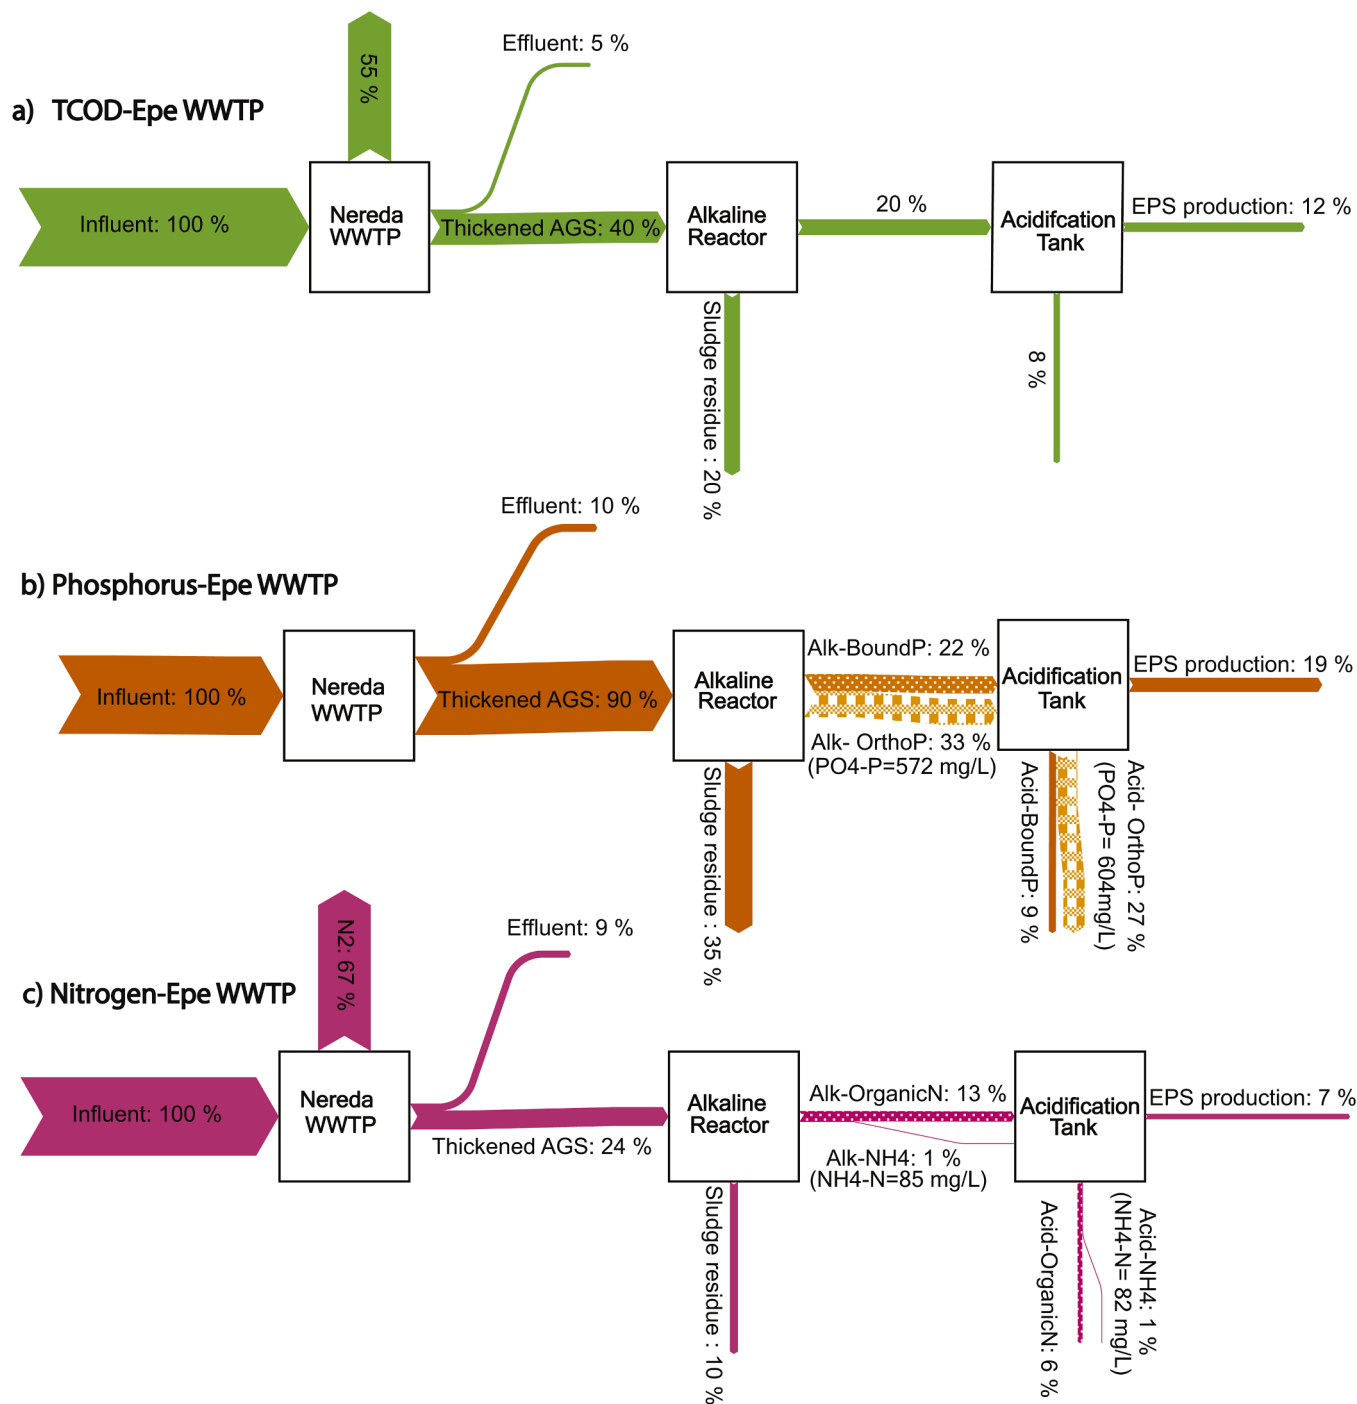 a) TCOD-Epe WWTP
55 %
Effluent: 5 %
Influent: 100 %
Nereda
WWTP
Thickened AGS: 40 %
Alkaline
Reactor
20 %
Acidifcation
Tank
EPS production: 12 %
Sludge residue : 20 %
8 %
b) Phosphorus-Epe WWTP
Effluent: 10 %
Influent: 100 %
Nereda
WWTP
Thickened AGS: 90 %
Alkaline
Reactor
Alk-BoundP: 22 %
Alk- OrthoP: 33 %
(PO4-P=572 mg/L)
Acidification
Tank
EPS production: 19 %
Sludge residue : 35 %
Acid-BoundP: 9 %
Acid- OrthoP: 27 %
(PO4-P= 604mg/L)
c) Nitrogen-Epe WWTP
N2: 67 %
Effluent: 9 %
Influent: 100 %
Nereda
WWTP
Thickened AGS: 24 %
Alkaline
Reactor
Alk-OrganicN: 13 %
Alk-NH4: 1 %
(NH4-N=85 mg/L)
Acidification
Tank
EPS production: 7 %
Sludge residue : 10 %
Acid-OrganicN: 6 %
Acid-NH4: 1 %
(NH4-N= 82 mg/L)